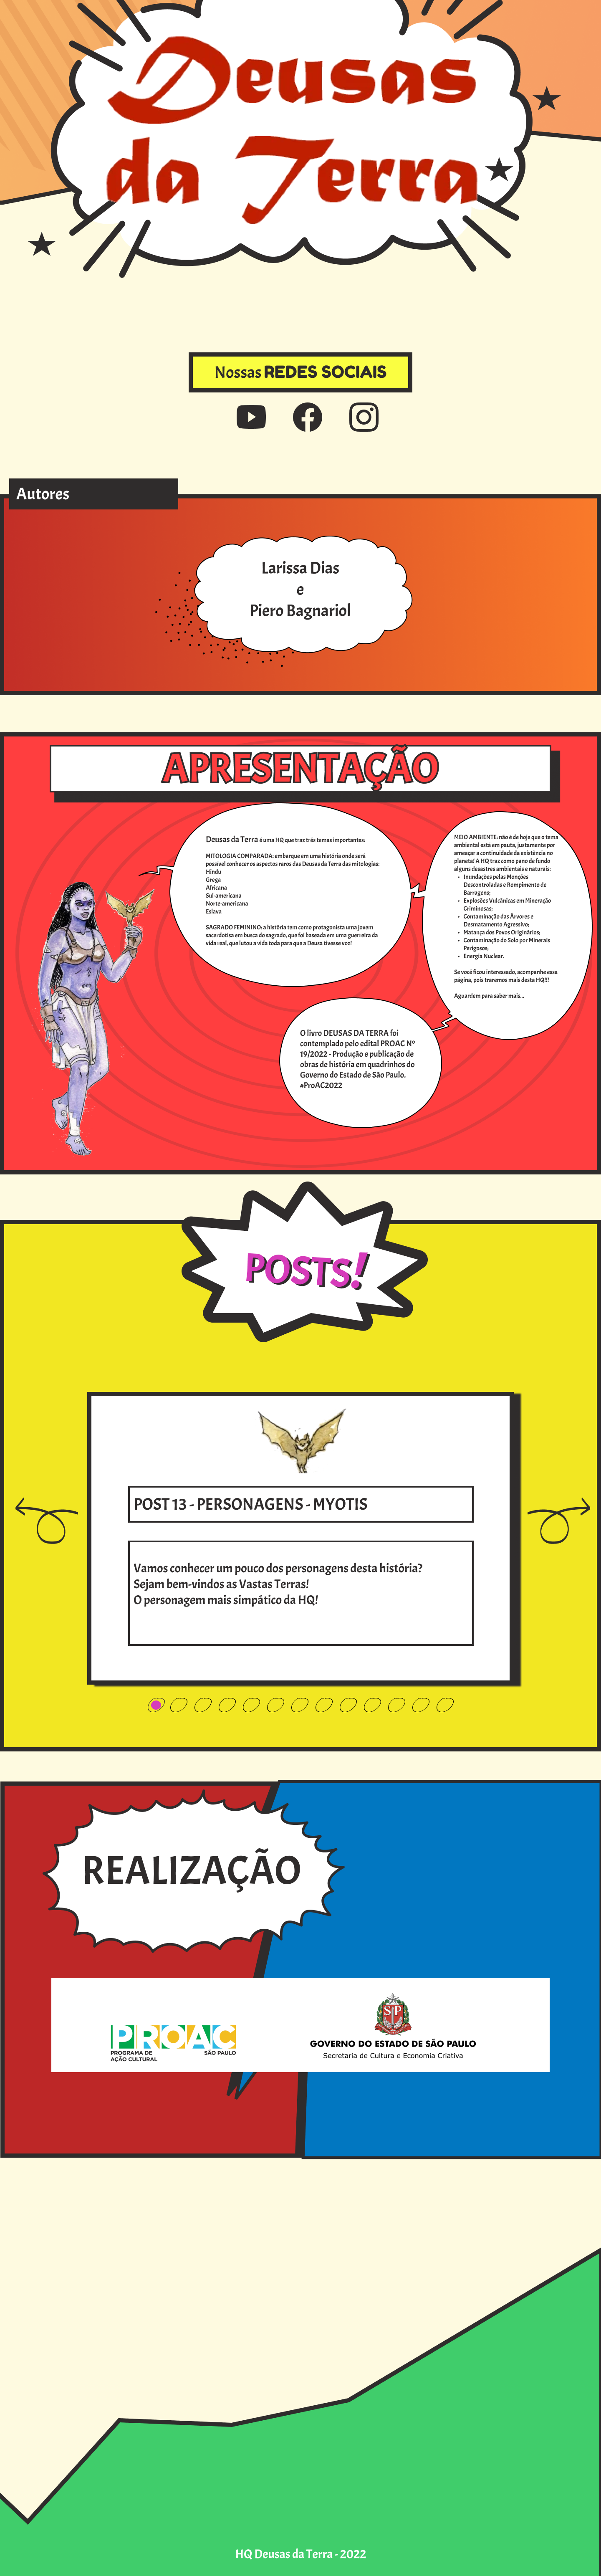 Deusas
da Terra
Nossas REDES SOCIAIS
Autores
Larissa Dias
e
Piero Bagnariol
APRESENTAÇÃO
Deusas da Terra é uma HQ que traz três temas importantes:
MITOLOGIA COMPARADA: embarque em uma história onde será
possível conhecer os aspectos raros das Deusas da Terra das mitologias:
Hindu
Grega
Africana
Sul-americana
Norte-americana
Eslava
SAGRADO FEMININO: a história tem como protagonista uma jovem
sacerdotisa em busca do sagrado, que foi baseada em uma guerreira da
vida real, que lutou a vida toda para que a Deusa tivesse voz!
MEIO AMBIENTE: não é de hoje que o tema
ambiental está em pauta, justamente por
ameaçar a continuidade da existência no
planeta! A HQ traz como pano de fundo
alguns desastres ambientais e naturais:
• Inundações pelas Monções
Descontroladas e Rompimento de
Barragens;
• Explosões Vulcânicas em Mineração
Criminosas;
• Contaminação das Árvores e
Desmatamento Agressivo;
• Matança dos Povos Originários;
• Contaminação do Solo por Minerais
Perigosos;
• Energia Nuclear.
Se você ficou interessado, acompanhe essa
página, pois traremos mais desta HQ!!!
Aguardem para saber mais...
O livro DEUSAS DA TERRA foi
contemplado pelo edital PROAC Nº
19/2022 - Produção e publicação de
obras de história em quadrinhos do
Governo do Estado de São Paulo.
#ProAC2022
POSTS!
POST 13 - PERSONAGENS - MYOTIS
Vamos conhecer um pouco dos personagens desta história?
Sejam bem-vindos as Vastas Terras!
O personagem mais simpático da HQ!
REALIZAÇÃO
PROAC
PROGRAMA DE
AÇÃO CULTURAL
SÃO PAULO
SP
GOVERNO DO ESTADO DE SÃO PAULO
Secretaria de Cultura e Economia Criativa
HQ Deusas da Terra - 2022